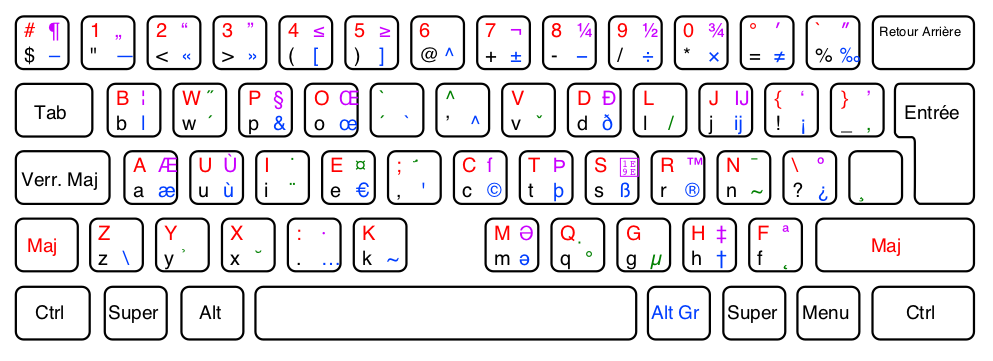 # ¶ 1 „ 2 “ 3 ” 4 ≤ 5 ≥ 6 7 ¬ 8 ¼ 9 ½ 0 ¾ ° ′ ` ″ Retour Arrière
$ – " — < « > » ( [ ) ] @ ^ + ± - − / ÷ * × = ≠ % ‰
Tab B ¦ W ˝ P § O Œ ` ^ V D Ð L J IJ { ‘ } ’ Entrée
b | w ´ p & o œ ´ ` ’ ^ v ˇ d ð l / j ij ! ¡ _ ,
Verr. Maj A Æ U Ù I ˙ E ¤ ; C T Þ S 1E9E R ™ N ¯ \ º
a æ u ù i ¨ e € , ' c © t þ s ß r ® n ~ ? ¿ ¸
Maj Z Y X : · K M Ə Q . G H ‡ F ª Maj
z \ y x ˘ . … k ~ m ə q ° g µ h † f ˛
Ctrl Super Alt Alt Gr Super Menu Ctrl